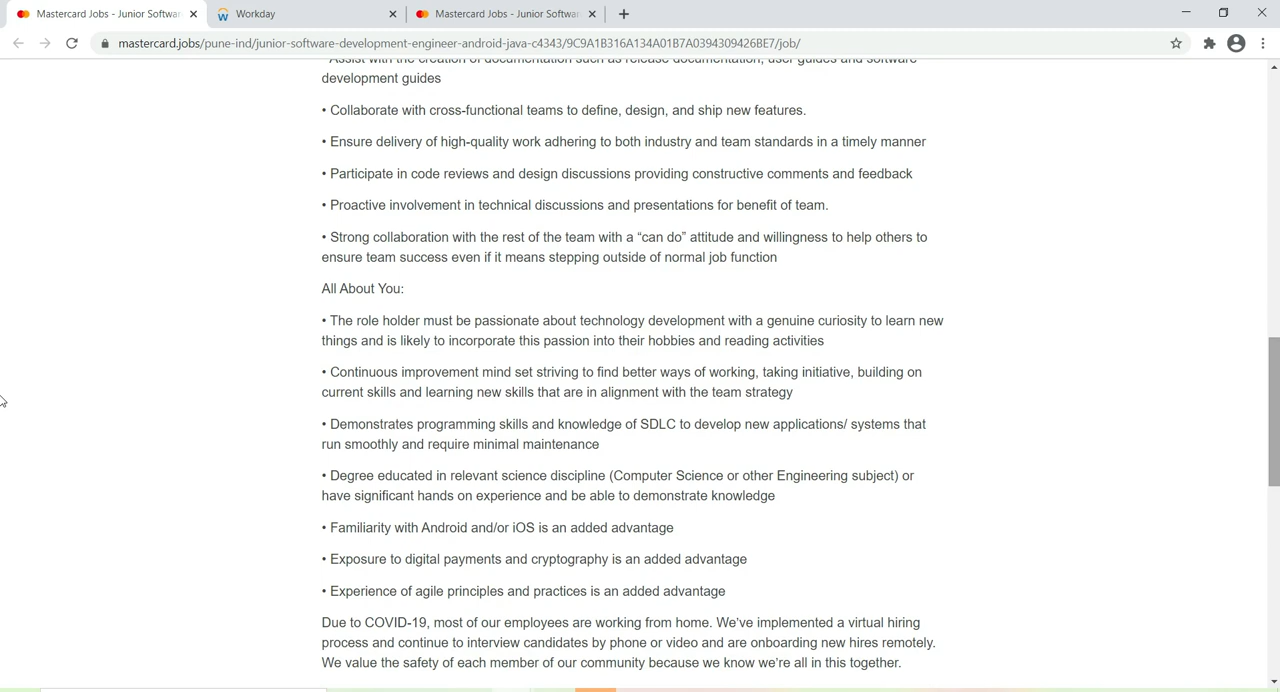 Mastercard Jobs - Junior Softwar
Workday
Mastercard Jobs - Junior Softwar
mastercard.jobs/pune-ind/junior-software-development-engineer-android-java-c4343/9C9A1B316A134A01B7A0394309426BE7/job/
• Assist with the creation of documentation such as release documentation, user guides and software
development guides
• Collaborate with cross-functional teams to define, design, and ship new features.
• Ensure delivery of high-quality work adhering to both industry and team standards in a timely manner
• Participate in code reviews and design discussions providing constructive comments and feedback
• Proactive involvement in technical discussions and presentations for benefit of team.
• Strong collaboration with the rest of the team with a “can do” attitude and willingness to help others to
ensure team success even if it means stepping outside of normal job function
All About You:
• The role holder must be passionate about technology development with a genuine curiosity to learn new
things and is likely to incorporate this passion into their hobbies and reading activities
• Continuous improvement mind set striving to find better ways of working, taking initiative, building on
current skills and learning new skills that are in alignment with the team strategy
• Demonstrates programming skills and knowledge of SDLC to develop new applications/ systems that
run smoothly and require minimal maintenance
• Degree educated in relevant science discipline (Computer Science or other Engineering subject) or
have significant hands on experience and be able to demonstrate knowledge
• Familiarity with Android and/or iOS is an added advantage
• Exposure to digital payments and cryptography is an added advantage
• Experience of agile principles and practices is an added advantage
Due to COVID-19, most of our employees are working from home. We’ve implemented a virtual hiring
process and continue to interview candidates by phone or video and are onboarding new hires remotely.
We value the safety of each member of our community because we know we’re all in this together.